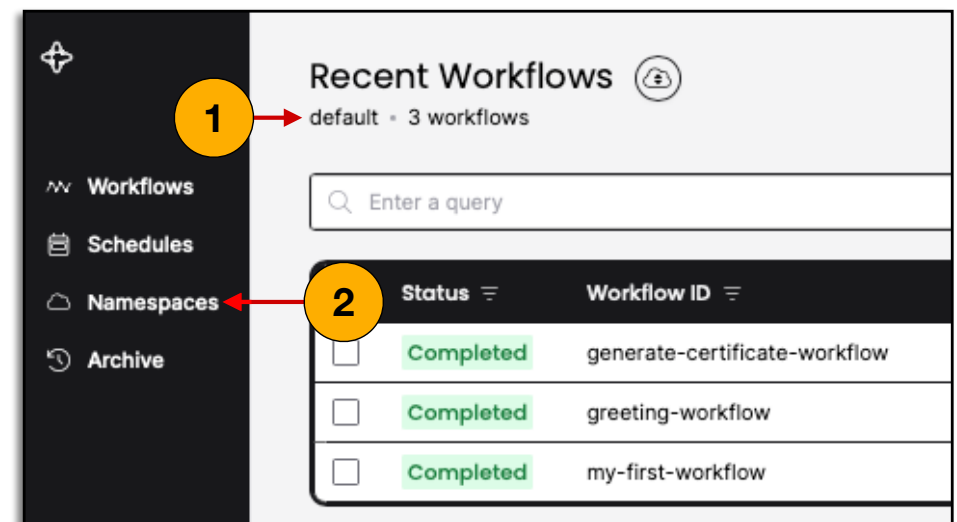 Recent Workflows
1
default • 3 workflows
Workflows
Schedules
Namespaces
Archive
Enter a query
2
Status Workflow ID
Completed generate-certificate-workflow
Completed greeting-workflow
Completed my-first-workflow